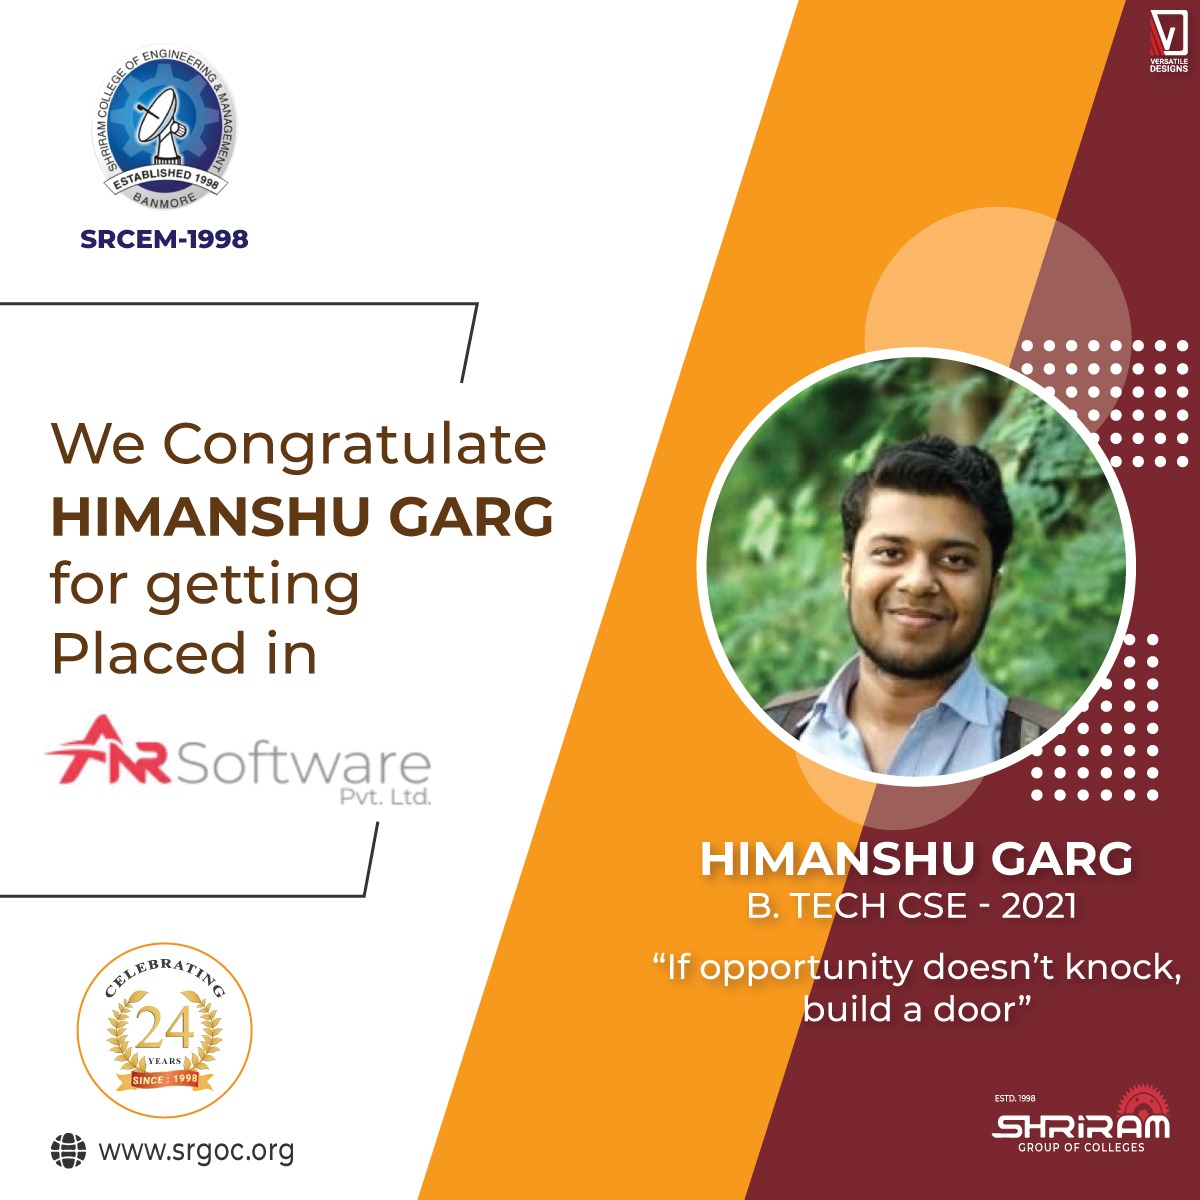 SHRIRAM COLLEGE OF ENGINEERING & MANAGEMENT
ESTABLISHED 1998
BANMORE
SRCEM-1998
VERSATILE
DESIGNS
We Congratulate
HIMANSHU GARG
for getting
Placed in
ANR Software
Pvt. Ltd.
HIMANSHU GARG
B. TECH CSE - 2021
“If opportunity doesn’t knock,
build a door”
CELEBRATING
24
YEARS
SINCE : 1998
www.srgoc.org
ESTD. 1998
SHRIRAM
GROUP OF COLLEGES